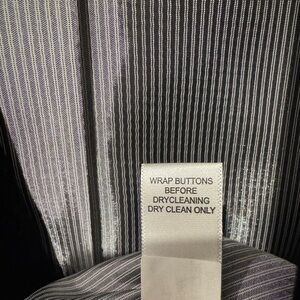 WRAP BUTTONS
BEFORE
DRYCLEANING
DRY CLEAN ONLY